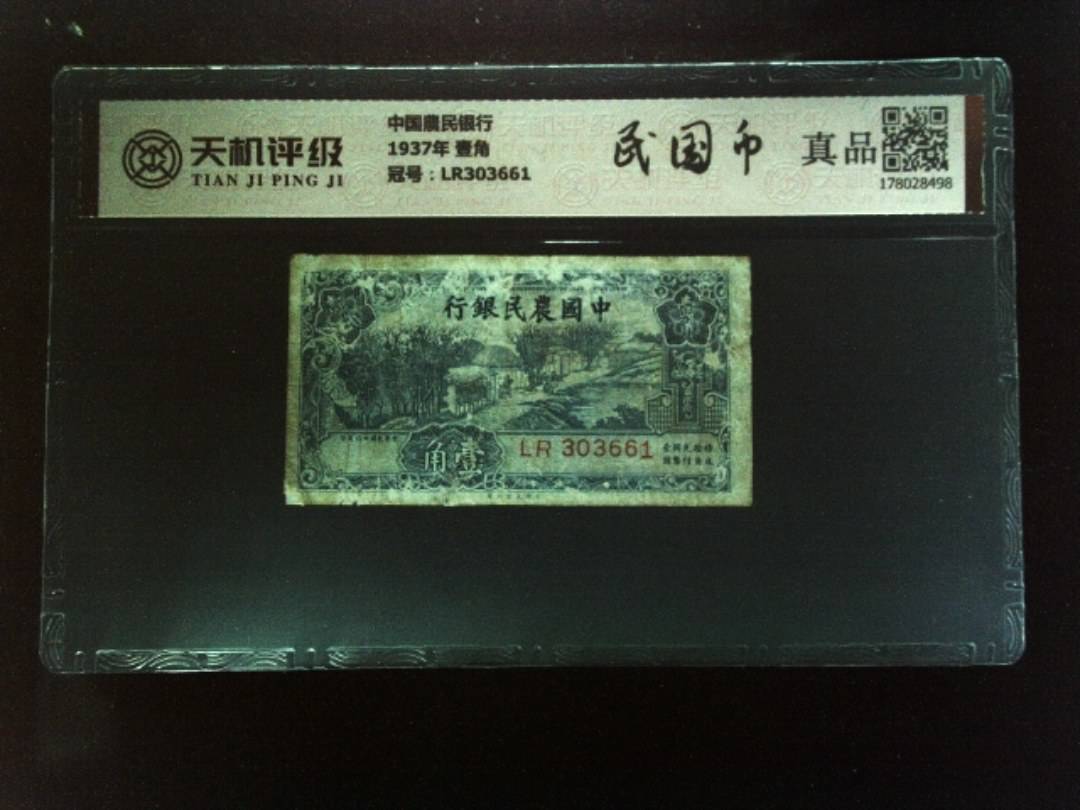 天机评级
TIAN JI PING JI
中国農民银行
1937年 壹角
冠号：LR303661
民国币
真品
178028498
行銀民農國中
角壹
LR 303661